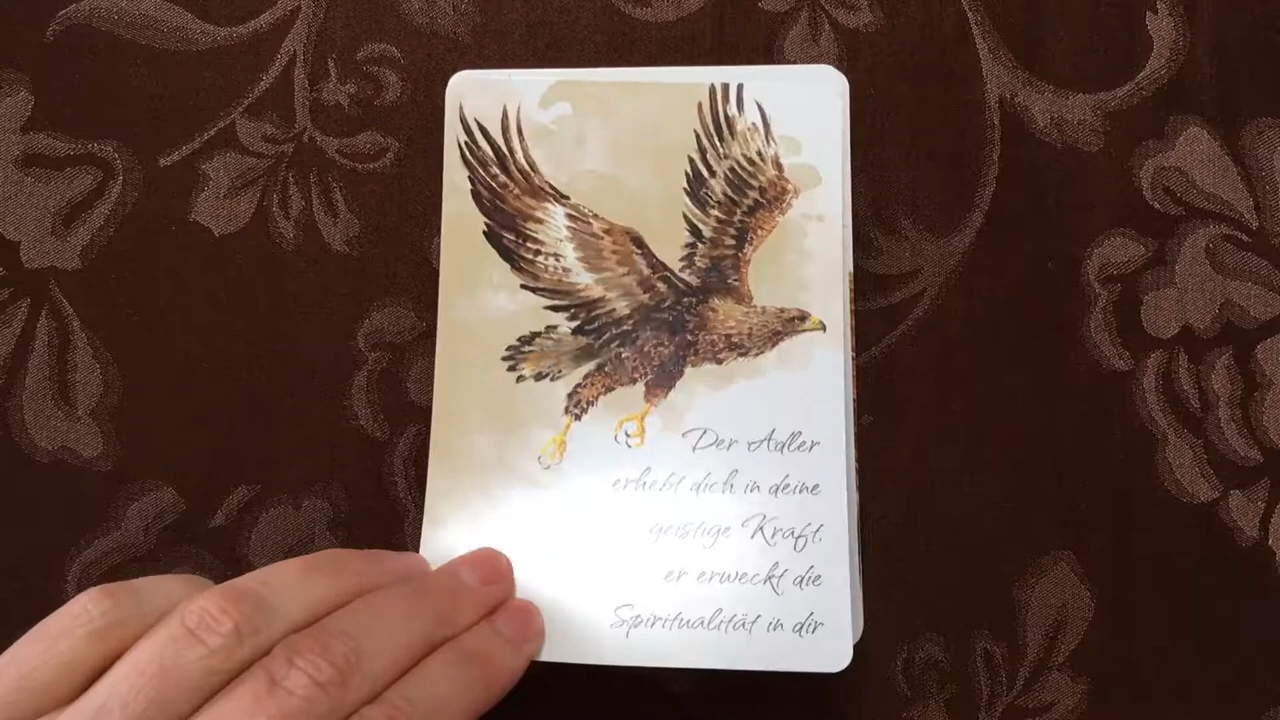 Der Adler
erhebt dich in deine
geistige Kraft,
er erweckt die
Spiritualität in dir